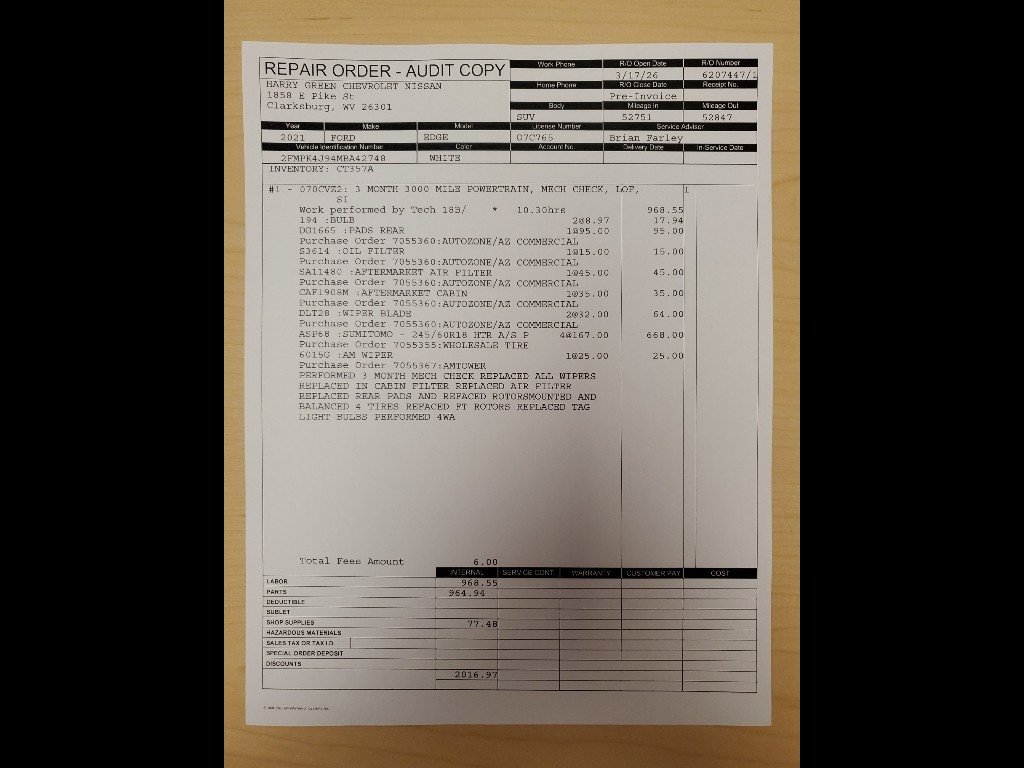 REPAIR ORDER - AUDIT COPY
HARRY GREEN CHEVROLET NISSAN
1858 E Pike St
Clarksburg, WV 26301
Work Phone R/O Open Date R/O Number
3/17/26 6207447/1
Home Phone R/O Close Date Receipt No.
Pre-Invoice
Body Mileage In Mileage Out
SUV 52751 52847
Year Make Model License Number Service Advisor
2021 FORD EDGE 07C765 Brian Farley
Vehicle Identification Number Color Account No. Delivery Date In-Service Date
2FMPK4J94MBA42748 WHITE
INVENTORY: CT357A
#1 - 070CVZ2: 3 MONTH 3000 MILE POWERTRAIN, MECH CHECK, LOF, I
SI
Work performed by Tech 18B/ * 10.30hrs 968.55
194 :BULB 2@8.97 17.94
DG1665 :PADS REAR 1@95.00 95.00
Purchase Order 7055360:AUTOZONE/AZ COMMERCIAL
S3614 :OIL FILTER 1@15.00 15.00
Purchase Order 7055360:AUTOZONE/AZ COMMERCIAL
SA11480 :AFTERMARKET AIR FILTER 1@45.00 45.00
Purchase Order 7055360:AUTOZONE/AZ COMMERCIAL
CAF1908M :AFTERMARKET CABIN 1@35.00 35.00
Purchase Order 7055360:AUTOZONE/AZ COMMERCIAL
DLT28 :WIPER BLADE 2@32.00 64.00
Purchase Order 7055360:AUTOZONE/AZ COMMERCIAL
ASP68 :SUMITOMO - 245/60R18 HTR A/S P 4@167.00 668.00
Purchase Order 7055355:WHOLESALE TIRE
6015G :AM WIPER 1@25.00 25.00
Purchase Order 7055367:AMTOWER
PERFORMED 3 MONTH MECH CHECK REPLACED ALL WIPERS
REPLACED IN CABIN FILTER REPLACED AIR FILTER
REPLACED REAR PADS AND REFACED ROTORSMOUNTED AND
BALANCED 4 TIRES REFACED FT ROTORS REPLACED TAG
LIGHT BULBS PERFORMED 4WA
Total Fees Amount 6.00
INTERNAL SERVICE CONT WARRANTY CUSTOMER PAY COST
LABOR 968.55
PARTS 964.94
DEDUCTIBLE
SUBLET
SHOP SUPPLIES 77.48
HAZARDOUS MATERIALS
SALES TAX OR TAX I.D.
SPECIAL ORDER DEPOSIT
DISCOUNTS
2016.97